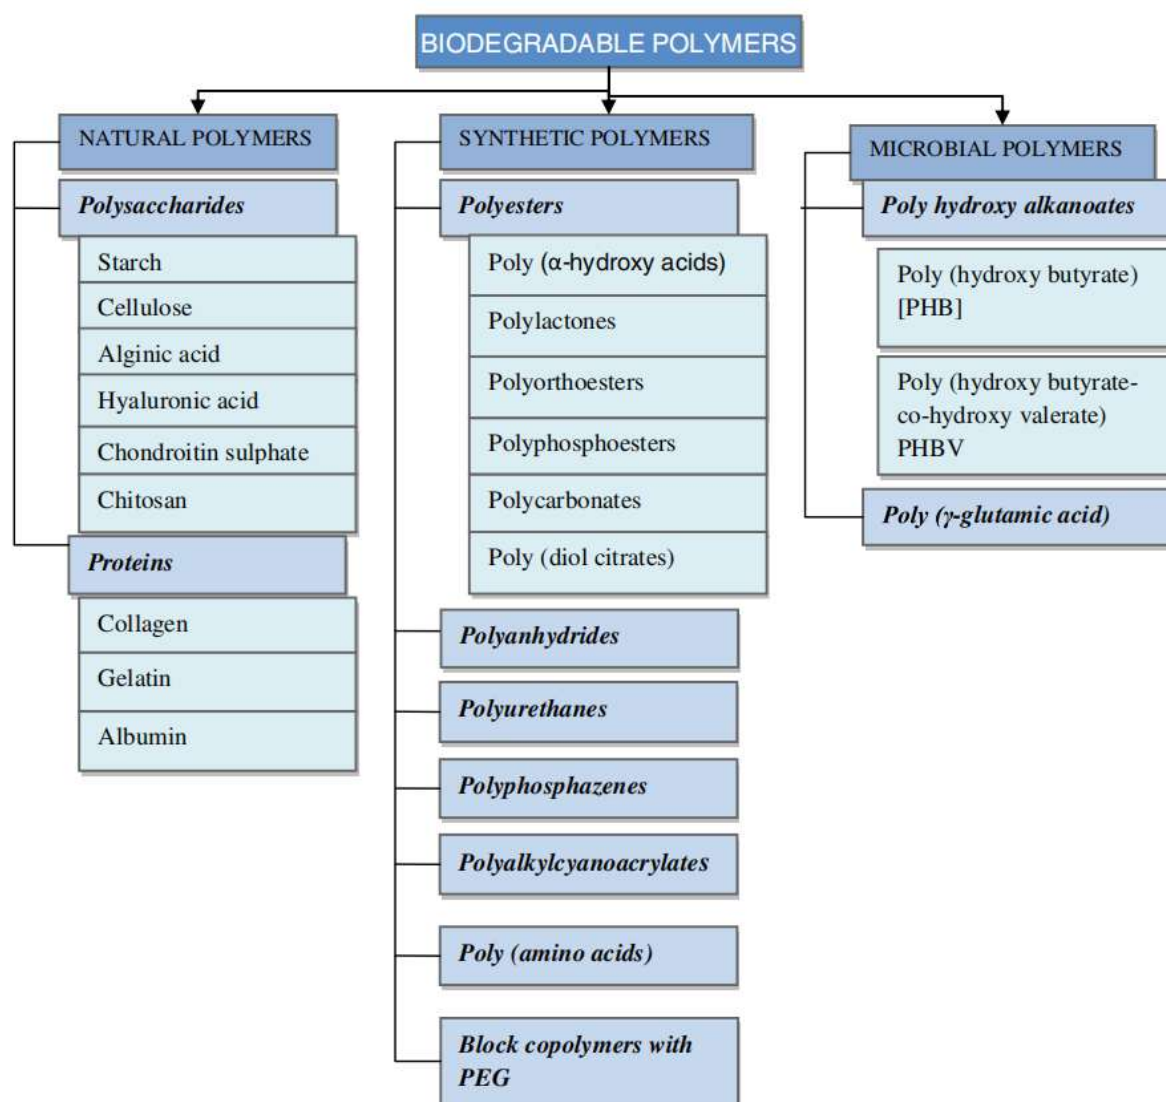 BIODEGRADABLE POLYMERS
NATURAL POLYMERS
Polysaccharides
Starch
Cellulose
Alginic acid
Hyaluronic acid
Chondroitin sulphate
Chitosan
Proteins
Collagen
Gelatin
Albumin
SYNTHETIC POLYMERS
Polyesters
Poly (α-hydroxy acids)
Polylactones
Polyorthoesters
Polyphosphoesters
Polycarbonates
Poly (diol citrates)
Polyanhydrides
Polyurethanes
Polyphosphazenes
Polyalkylcyanoacrylates
Poly (amino acids)
Block copolymers with
PEG
MICROBIAL POLYMERS
Poly hydroxy alkanoates
Poly (hydroxy butyrate)
[PHB]
Poly (hydroxy butyrate-
co-hydroxy valerate)
PHBV
Poly (γ-glutamic acid)